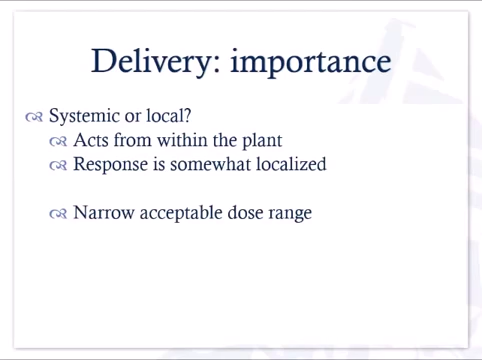 Delivery: importance
Systemic or local?
Acts from within the plant
Response is somewhat localized
Narrow acceptable dose range